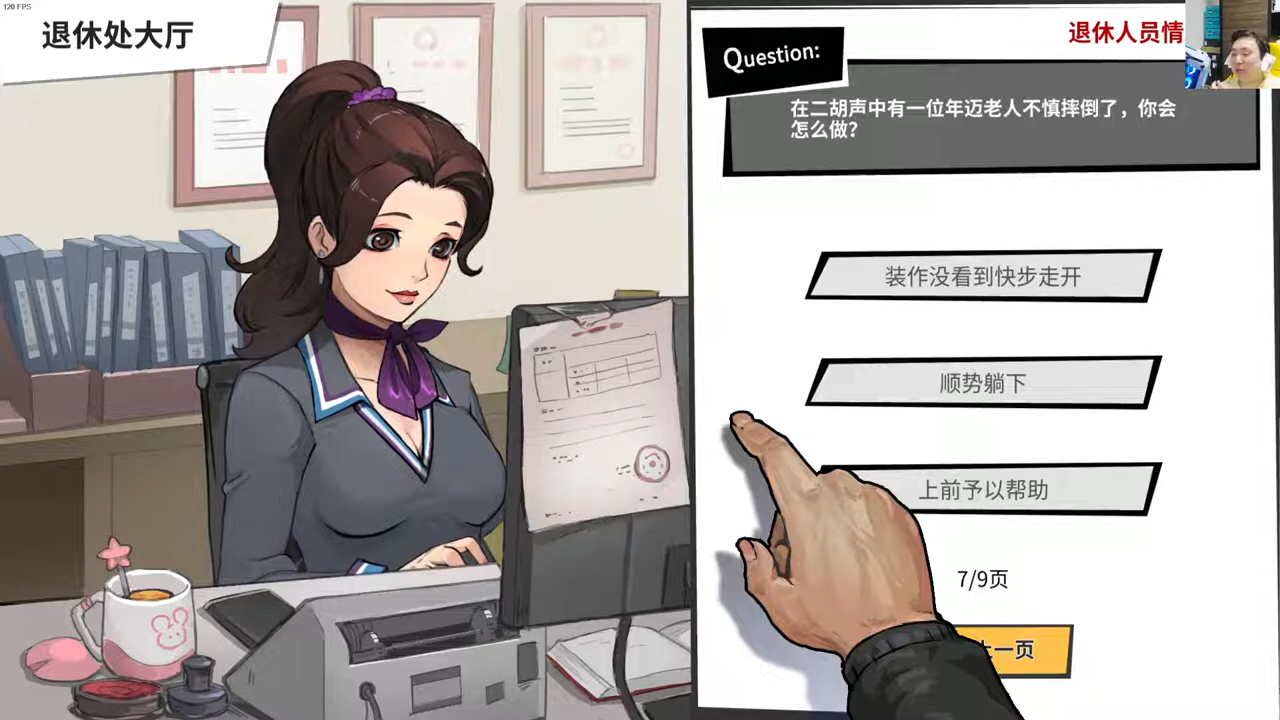 120 FPS
退休处大厅
退休人员情
Question:
在二胡声中有一位年迈老人不慎摔倒了，你会
怎么做？
装作没看到快步走开
顺势躺下
上前予以帮助
7/9页
上一页